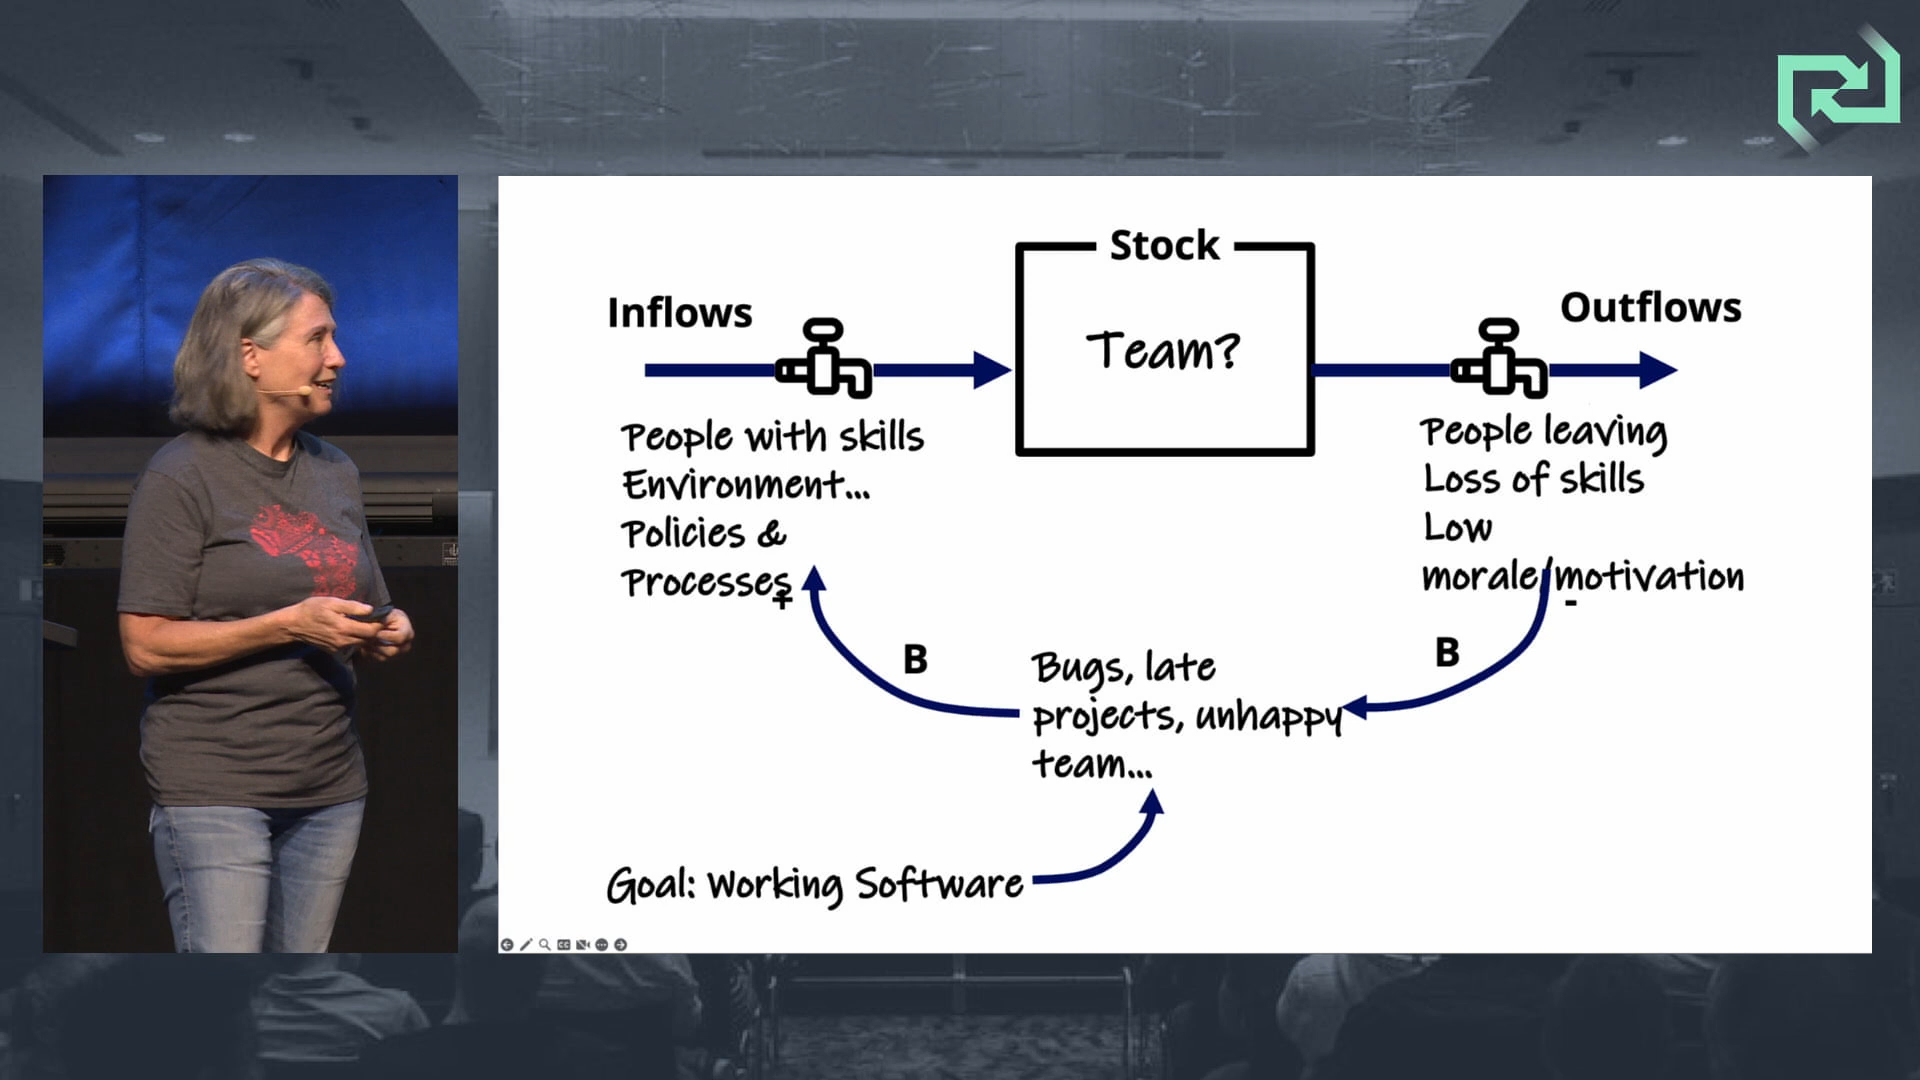 Stock
Inflows
Outflows
Team?
People with skills
Environment...
Policies &
Processes
+
People leaving
Loss of skills
Low
morale/motivation
-
B
B
Bugs, late
projects, unhappy
team...
Goal: Working Software